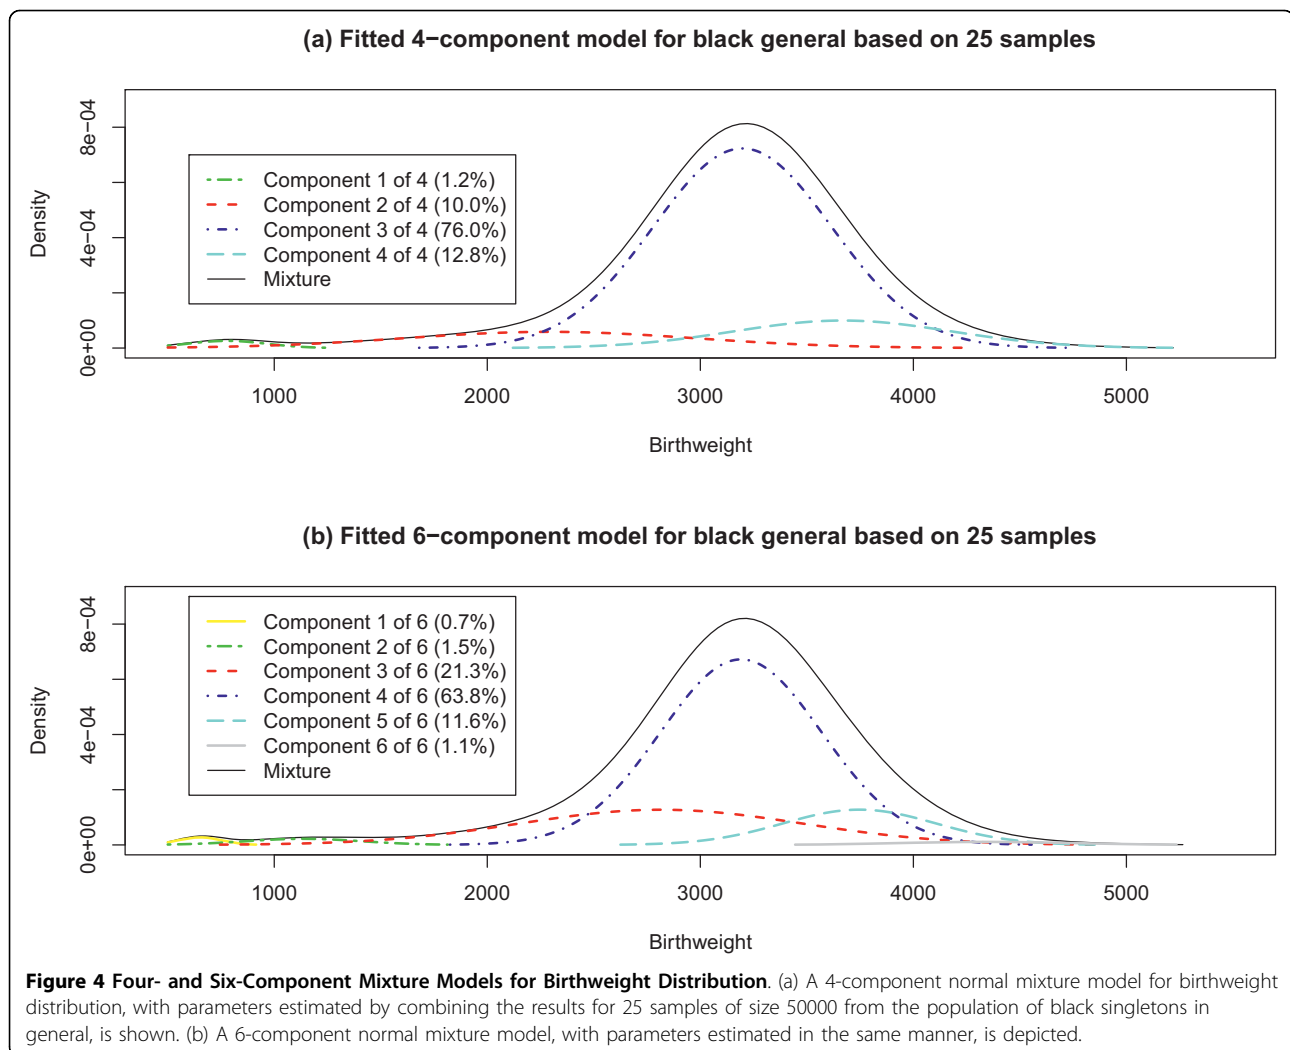 (a) Fitted 4−component model for black general based on 25 samples
Density
0e+00 4e−04 8e−04
Component 1 of 4 (1.2%)
Component 2 of 4 (10.0%)
Component 3 of 4 (76.0%)
Component 4 of 4 (12.8%)
Mixture
1000 2000 3000 4000 5000
Birthweight
(b) Fitted 6−component model for black general based on 25 samples
Density
0e+00 4e−04 8e−04
Component 1 of 6 (0.7%)
Component 2 of 6 (1.5%)
Component 3 of 6 (21.3%)
Component 4 of 6 (63.8%)
Component 5 of 6 (11.6%)
Component 6 of 6 (1.1%)
Mixture
1000 2000 3000 4000 5000
Birthweight
Figure 4 Four- and Six-Component Mixture Models for Birthweight Distribution. (a) A 4-component normal mixture model for birthweight
distribution, with parameters estimated by combining the results for 25 samples of size 50000 from the population of black singletons in
general, is shown. (b) A 6-component normal mixture model, with parameters estimated in the same manner, is depicted.